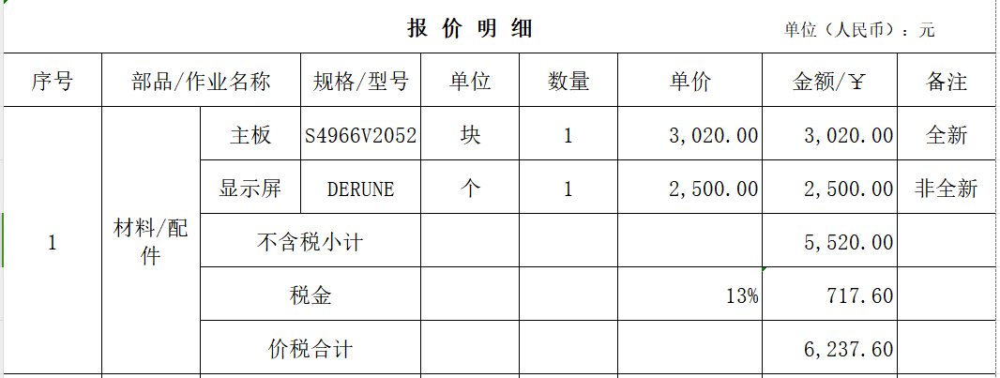 报 价 明 细
单位（人民币）：元
序号 部品/作业名称 规格/型号 单位 数量 单价 金额/￥ 备注
1 材料/配件 主板 S4966V2052 块 1 3,020.00 3,020.00 全新
显示屏 DERUNE 个 1 2,500.00 2,500.00 非全新
不含税小计 5,520.00
税金 13% 717.60
价税合计 6,237.60